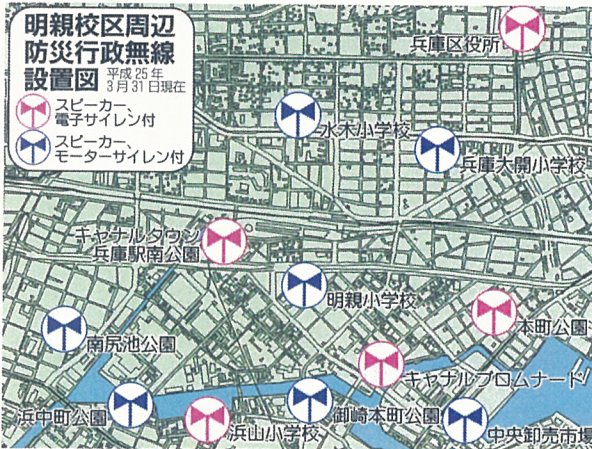 明親校区周辺
防災行政無線
設置図 平成25年
3月31日現在
スピーカー、
電子サイレン付
スピーカー、
モーターサイレン付
兵庫区役所
水木小学校
兵庫大開小学校
キャナルタウン
兵庫駅南公園
明親小学校
本町公園
南尻池公園
キャナルプロムナード
浜中町公園
浜山小学校
御崎本町公園
中央卸売市場